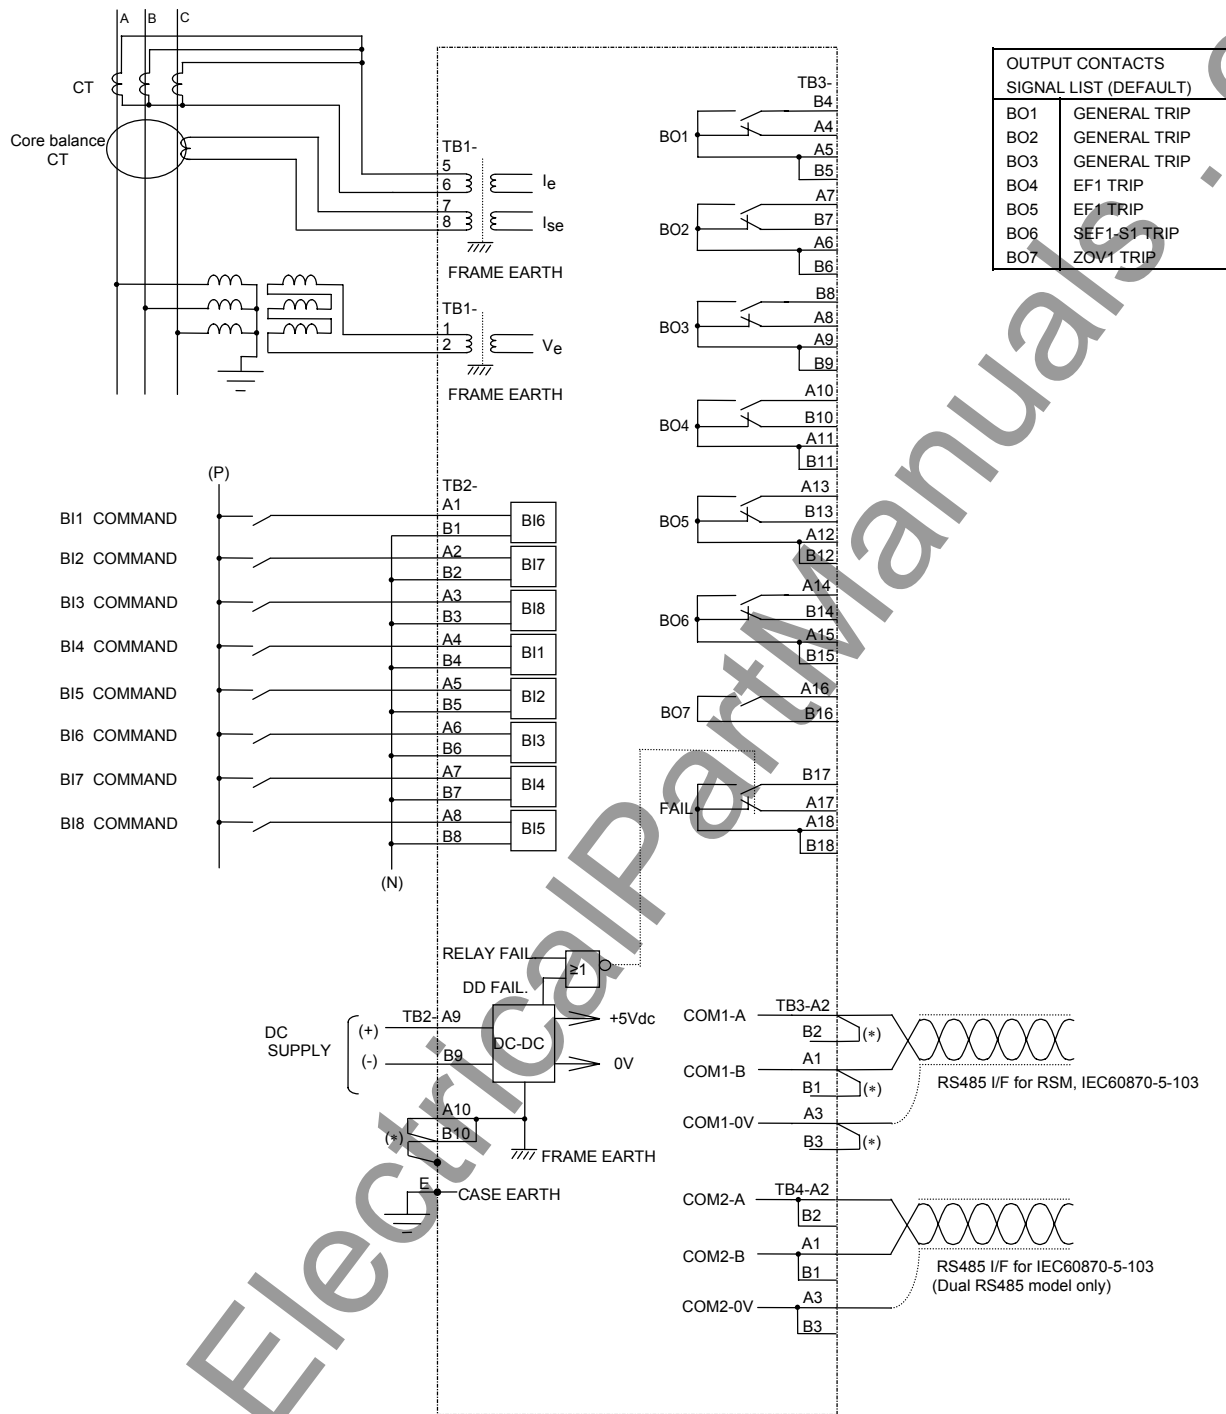 A B C
CT
Core balance
CT
TB1-
5
6
7
8
Ie
Ise
FRAME EARTH
TB1-
1
2
Ve
FRAME EARTH
(P)
TB2-
BI1 COMMAND
A1
B1
BI6
BI2 COMMAND
A2
B2
BI7
BI3 COMMAND
A3
B3
BI8
BI4 COMMAND
A4
B4
BI1
BI5 COMMAND
A5
B5
BI2
BI6 COMMAND
A6
B6
BI3
BI7 COMMAND
A7
B7
BI4
BI8 COMMAND
A8
B8
BI5
(N)
RELAY FAIL.
≥1
DD FAIL.
DC
SUPPLY
(+)
(-)
TB2- A9
B9
DC-DC
+5Vdc
0V
A10
(*)
B10
FRAME EARTH
E
CASE EARTH
TB3-
BO1
B4
A4
A5
B5
BO2
A7
B7
A6
B6
BO3
B8
A8
A9
B9
BO4
A10
B10
A11
B11
BO5
A13
B13
A12
B12
BO6
A14
B14
A15
B15
BO7
A16
B16
FAIL
B17
A17
A18
B18
COM1-A
TB3-A2
B2
(*)
COM1-B
A1
B1
(*)
COM1-0V
A3
B3
(*)
RS485 I/F for RSM, IEC60870-5-103
COM2-A
TB4-A2
B2
COM2-B
A1
B1
COM2-0V
A3
B3
RS485 I/F for IEC60870-5-103
(Dual RS485 model only)
OUTPUT CONTACTS
SIGNAL LIST (DEFAULT)
BO1 GENERAL TRIP
BO2 GENERAL TRIP
BO3 GENERAL TRIP
BO4 EF1 TRIP
BO5 EF1 TRIP
BO6 SEF1-S1 TRIP
BO7 ZOV1 TRIP
ElectricalPartManuals .